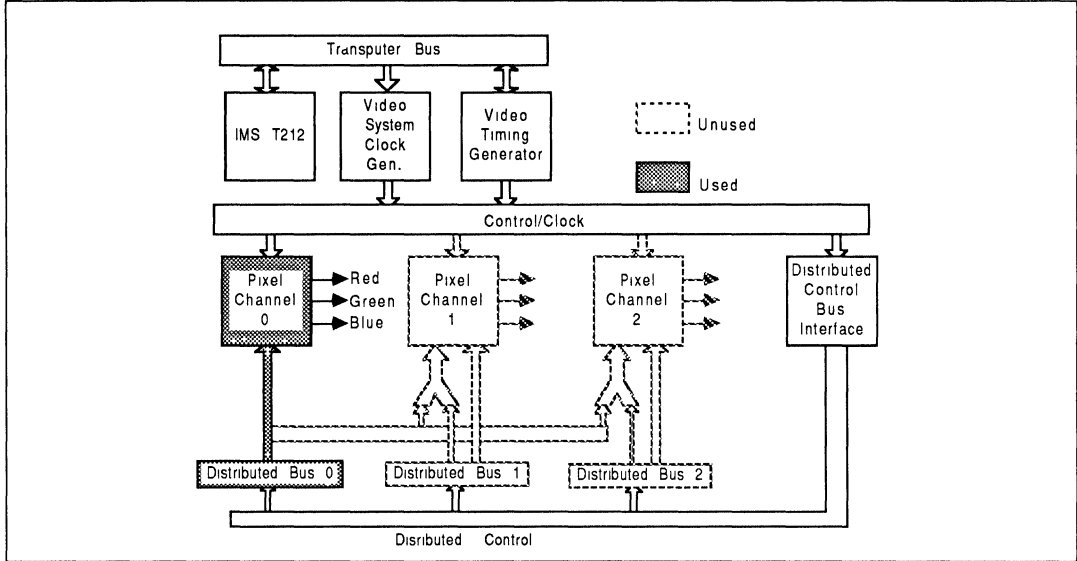 Transputer Bus
IMS T212
Video
System
Clock
Gen.
Video
Timing
Generator
Unused
Used
Control/Clock
Pixel
Channel
0
Red
Green
Blue
Pixel
Channel
1
Pixel
Channel
2
Distributed
Control
Bus
Interface
Distributed Bus 0
Distributed Bus 1
Distributed Bus 2
Disributed Control